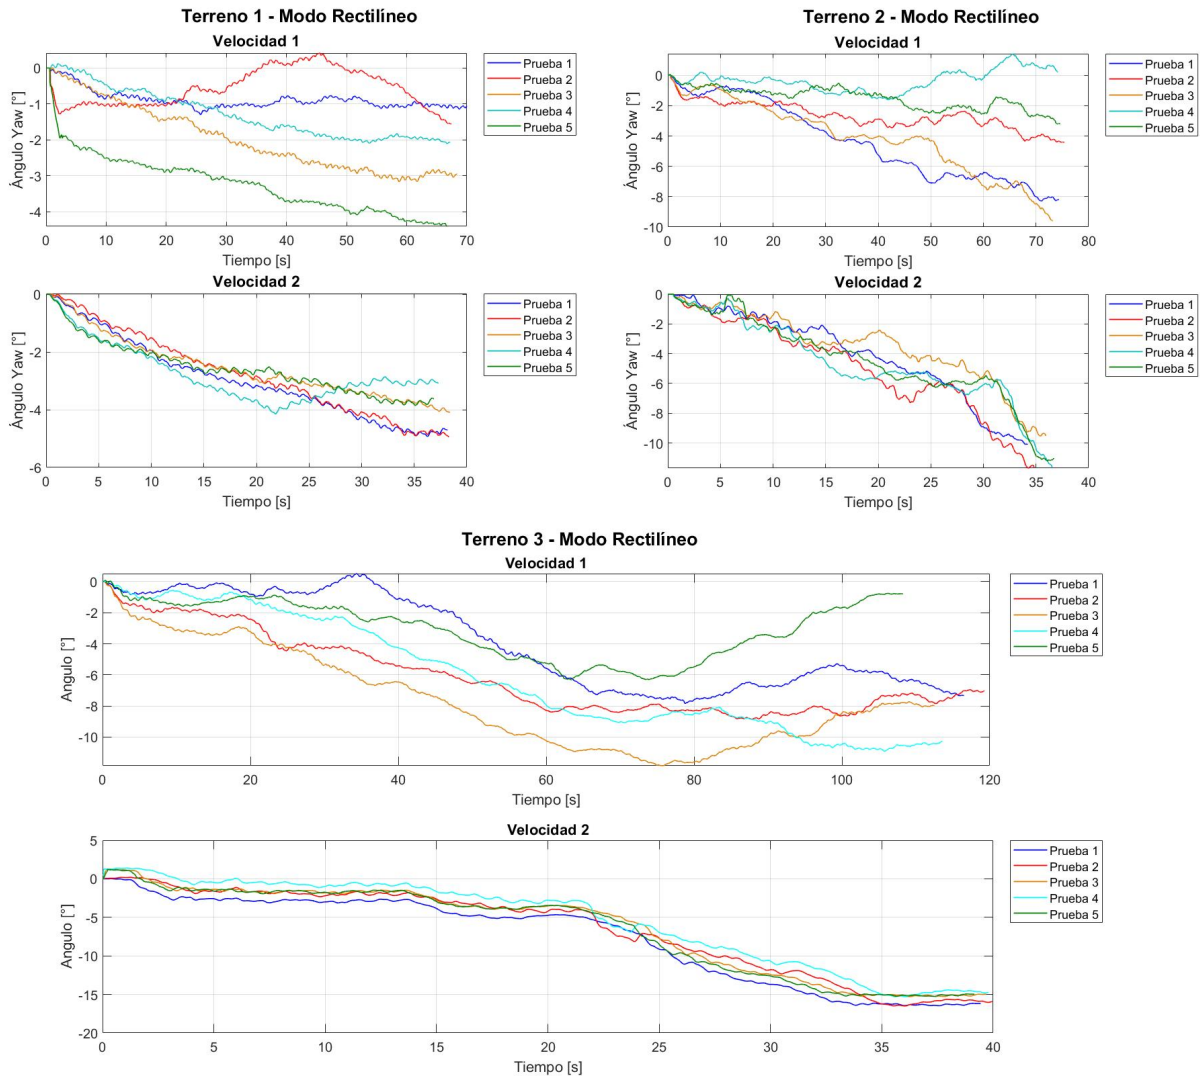 Terreno 1 - Modo Rectilíneo
Velocidad 1
Ángulo Yaw [°]
0
-1
-2
-3
-4
0 10 20 30 40 50 60 70
Tiempo [s]
Prueba 1
Prueba 2
Prueba 3
Prueba 4
Prueba 5
Velocidad 2
Ángulo Yaw [°]
0
-2
-4
-6
0 5 10 15 20 25 30 35 40
Tiempo [s]
Prueba 1
Prueba 2
Prueba 3
Prueba 4
Prueba 5
Terreno 2 - Modo Rectilíneo
Velocidad 1
Ángulo Yaw [°]
0
-2
-4
-6
-8
-10
0 10 20 30 40 50 60 70 80
Tiempo [s]
Prueba 1
Prueba 2
Prueba 3
Prueba 4
Prueba 5
Velocidad 2
Ángulo Yaw [°]
0
-2
-4
-6
-8
-10
0 5 10 15 20 25 30 35 40
Tiempo [s]
Prueba 1
Prueba 2
Prueba 3
Prueba 4
Prueba 5
Terreno 3 - Modo Rectilíneo
Velocidad 1
Angulo [°]
0
-2
-4
-6
-8
-10
0 20 40 60 80 100 120
Tiempo [s]
Prueba 1
Prueba 2
Prueba 3
Prueba 4
Prueba 5
Velocidad 2
Angulo [°]
5
0
-5
-10
-15
-20
0 5 10 15 20 25 30 35 40
Tiempo [s]
Prueba 1
Prueba 2
Prueba 3
Prueba 4
Prueba 5